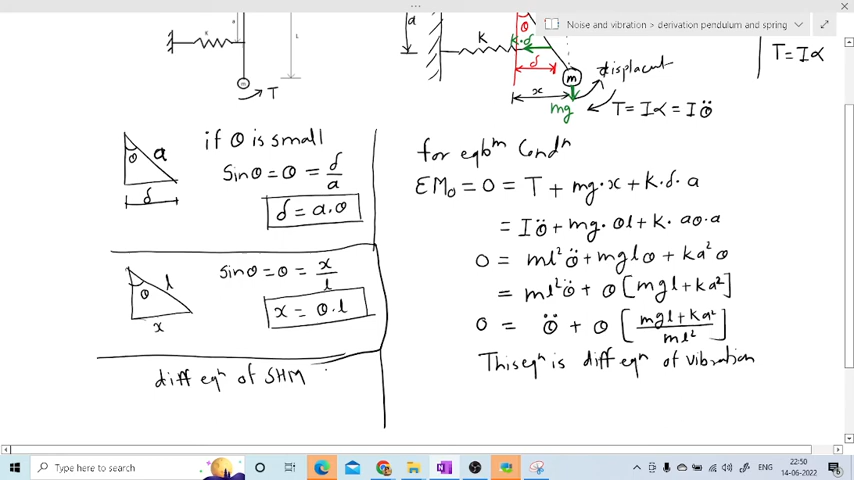 Noise and vibration > derivation pendulum and spring
a
K
K·δ
θ
δ
m
displacent
x
mg
T = Iα
T = Iα = Iθ̈
T
θ
a
δ
if θ is small
Sinθ = θ = δ/a
δ = a.θ
θ
l
x
Sinθ = θ = x/l
x = θ.l
diff eqⁿ of SHM
for eqbᵐ Condⁿ
ΣM₀ = 0 = T + mg·x + K.δ.a
= Iθ̈ + mg· θl + k· aθ·a
0 = ml²θ̈ + mglθ + ka²θ
= ml²θ̈ + θ [mgl + ka²]
0 = θ̈ + θ [(mgl + ka²)/ml²]
This eqⁿ is diff eqⁿ of vibration
Type here to search
ENG
22:50
14-06-2022